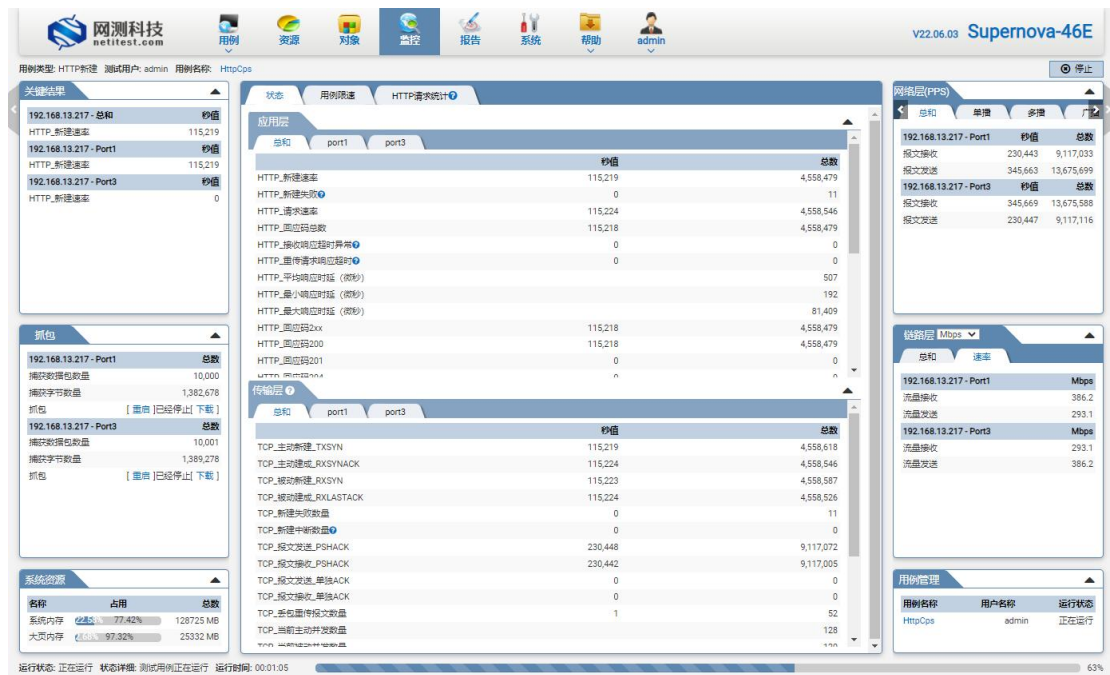 网测科技
netitest.com
用例
资源
对象
监控
报告
系统
帮助
admin
V22.06.03 Supernova-46E
用例类型: HTTP新建 测试用户: admin 用例名称: HttpCps
停止
关键结果
192.168.13.217 - 总和 秒值
HTTP_新建速率 115,219
192.168.13.217 - Port1 秒值
HTTP_新建速率 115,219
192.168.13.217 - Port3 秒值
HTTP_新建速率 0
抓包
192.168.13.217 - Port1 总数
捕获数据包数量 10,000
捕获字节数量 1,382,678
抓包 [ 重启 ]已经停止[ 下载 ]
192.168.13.217 - Port3 总数
捕获数据包数量 10,001
捕获字节数量 1,389,278
抓包 [ 重启 ]已经停止[ 下载 ]
系统资源
名称 占用 总数
系统内存 77.42% 128725 MB
大页内存 97.32% 25332 MB
状态 用例限速 HTTP请求统计
应用层
总和 port1 port3
秒值 总数
HTTP_新建速率 115,219 4,558,479
HTTP_新建失败 0 11
HTTP_请求速率 115,224 4,558,546
HTTP_回应码总数 115,218 4,558,479
HTTP_接收响应超时异常 0 0
HTTP_重传请求响应超时 0 0
HTTP_平均响应时延（微秒） 507
HTTP_最小响应时延（微秒） 192
HTTP_最大响应时延（微秒） 81,409
HTTP_回应码2xx 115,218 4,558,479
HTTP_回应码200 115,218 4,558,479
HTTP_回应码201 0 0
传输层
总和 port1 port3
秒值 总数
TCP_主动新建_TXSYN 115,219 4,558,618
TCP_主动建成_RXSYNACK 115,224 4,558,546
TCP_被动新建_RXSYN 115,223 4,558,587
TCP_被动建成_RXLASTACK 115,224 4,558,526
TCP_新建失败数量 0 11
TCP_新建中断数量 0 0
TCP_报文发送_PSHACK 230,448 9,117,072
TCP_报文接收_PSHACK 230,442 9,117,005
TCP_报文发送_单独ACK 0 0
TCP_报文接收_单独ACK 0 0
TCP_丢包重传报文数量 1 52
TCP_当前主动并发数量 128
网络层(PPS)
总和 单播 多播
192.168.13.217 - Port1 秒值 总数
报文接收 230,443 9,117,033
报文发送 345,663 13,675,699
192.168.13.217 - Port3 秒值 总数
报文接收 345,669 13,675,588
报文发送 230,447 9,117,116
链路层 Mbps
总和 速率
192.168.13.217 - Port1 Mbps
流量接收 386.2
流量发送 293.1
192.168.13.217 - Port3 Mbps
流量接收 293.1
流量发送 386.2
用例管理
用例名称 用户名称 运行状态
HttpCps admin 正在运行
运行状态: 正在运行 状态详细: 测试用例正在运行 运行时间: 00:01:05 63%